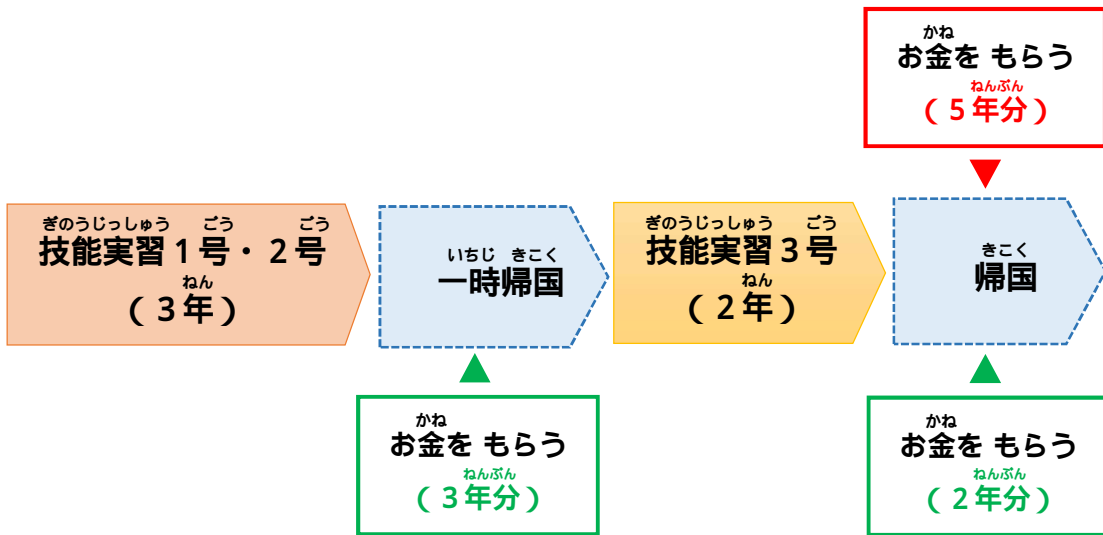 かね
お金を もらう
ねんぶん
(5年分)
ぎのうじっしゅう ごう ごう
技能実習1号・2号
ねん
(3年)
いちじ きこく
一時帰国
ぎのうじっしゅう ごう
技能実習3号
ねん
(2年)
きこく
帰国
かね
お金を もらう
ねんぶん
(3年分)
かね
お金を もらう
ねんぶん
(2年分)